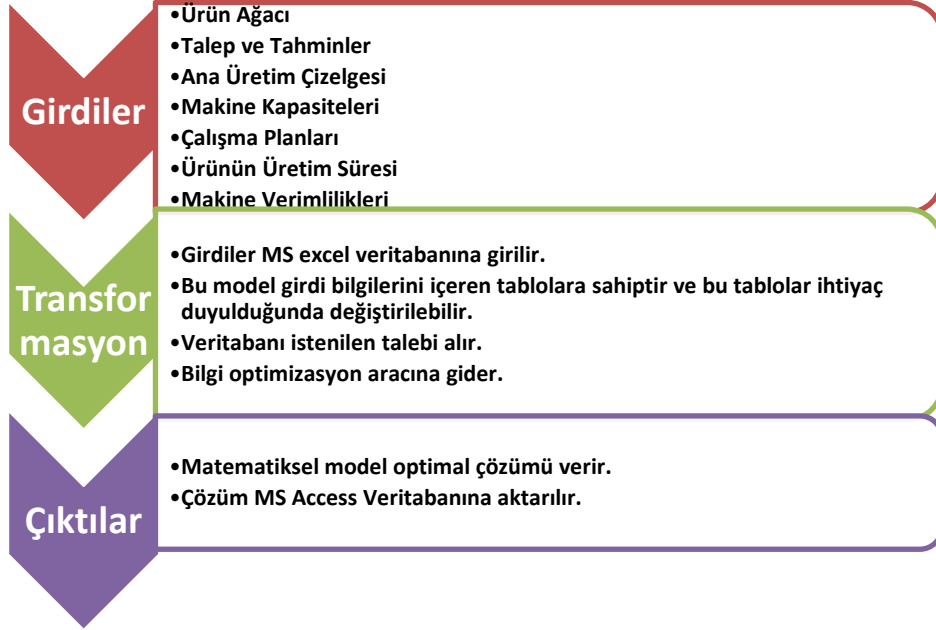 Girdiler
•Ürün Ağacı
•Talep ve Tahminler
•Ana Üretim Çizelgesi
•Makine Kapasiteleri
•Çalışma Planları
•Ürünün Üretim Süresi
•Makine Verimlilikleri
Transfor
masyon
•Girdiler MS excel veritabanına girilir.
•Bu model girdi bilgilerini içeren tablolara sahiptir ve bu tablolar ihtiyaç
duyulduğunda değiştirilebilir.
•Veritabanı istenilen talebi alır.
•Bilgi optimizasyon aracına gider.
Çıktılar
•Matematiksel model optimal çözümü verir.
•Çözüm MS Access Veritabanına aktarılır.